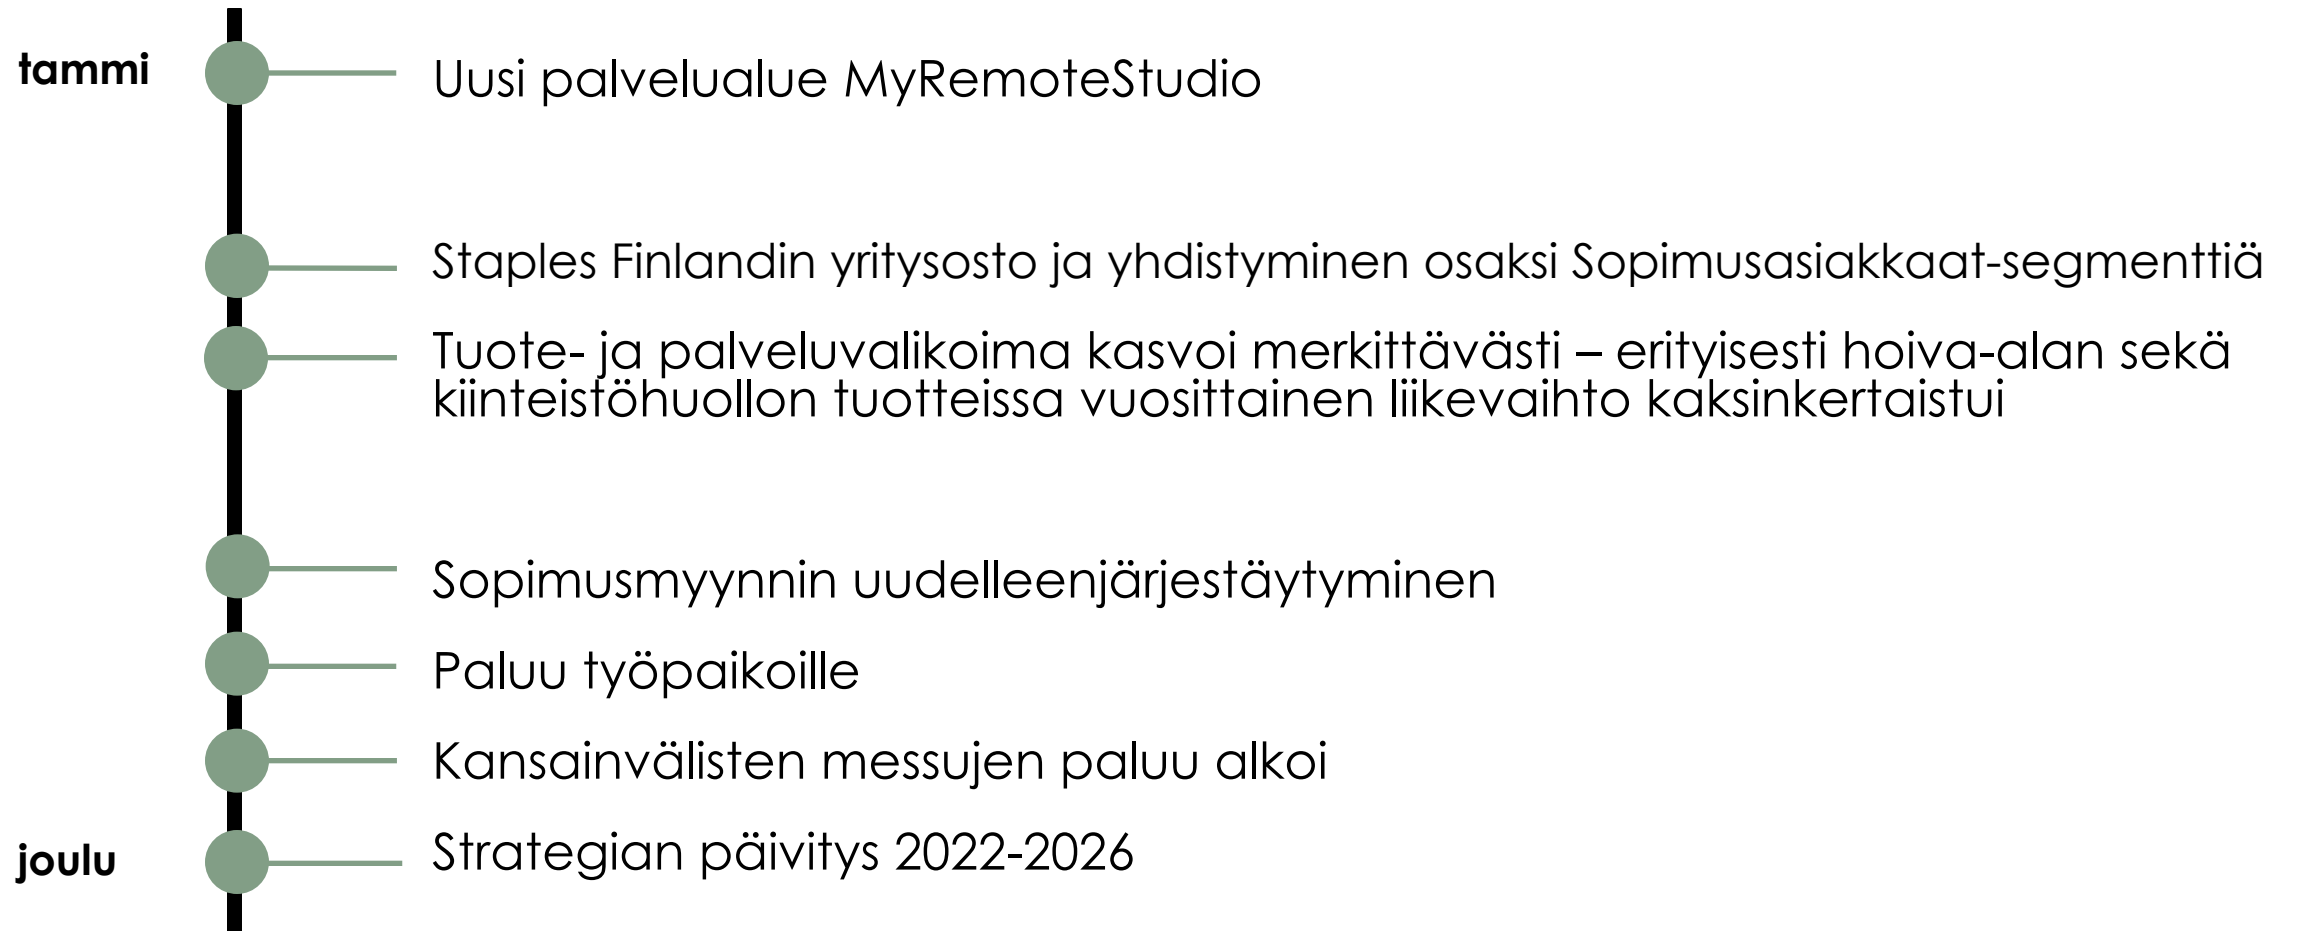 tammi
Uusi palvelualue MyRemoteStudio
Staples Finlandin yritysosto ja yhdistyminen osaksi Sopimusasiakkaat-segmenttiä
Tuote- ja palveluvalikoima kasvoi merkittävästi – erityisesti hoiva-alan sekä
kiinteistöhuollon tuotteissa vuosittainen liikevaihto kaksinkertaistui
Sopimusmyynnin uudelleenjärjestäytyminen
Paluu työpaikoille
Kansainvälisten messujen paluu alkoi
joulu
Strategian päivitys 2022-2026